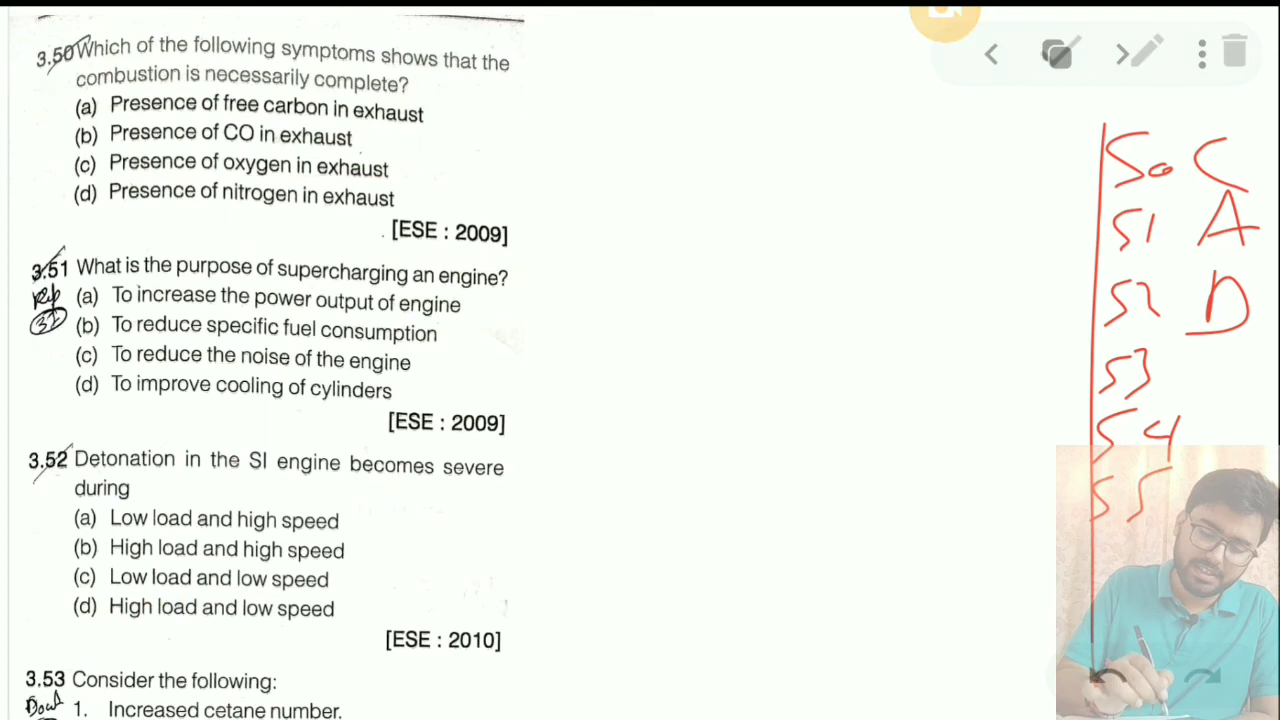 3.50 Which of the following symptoms shows that the
combustion is necessarily complete?
(a) Presence of free carbon in exhaust
(b) Presence of CO in exhaust
(c) Presence of oxygen in exhaust
(d) Presence of nitrogen in exhaust
[ESE : 2009]
3.51 What is the purpose of supercharging an engine?
(a) To increase the power output of engine
(b) To reduce specific fuel consumption
(c) To reduce the noise of the engine
(d) To improve cooling of cylinders
[ESE : 2009]
3.52 Detonation in the SI engine becomes severe
during
(a) Low load and high speed
(b) High load and high speed
(c) Low load and low speed
(d) High load and low speed
[ESE : 2010]
3.53 Consider the following:
1. Increased cetane number.
50 C
51 A
52 D
53
54
55